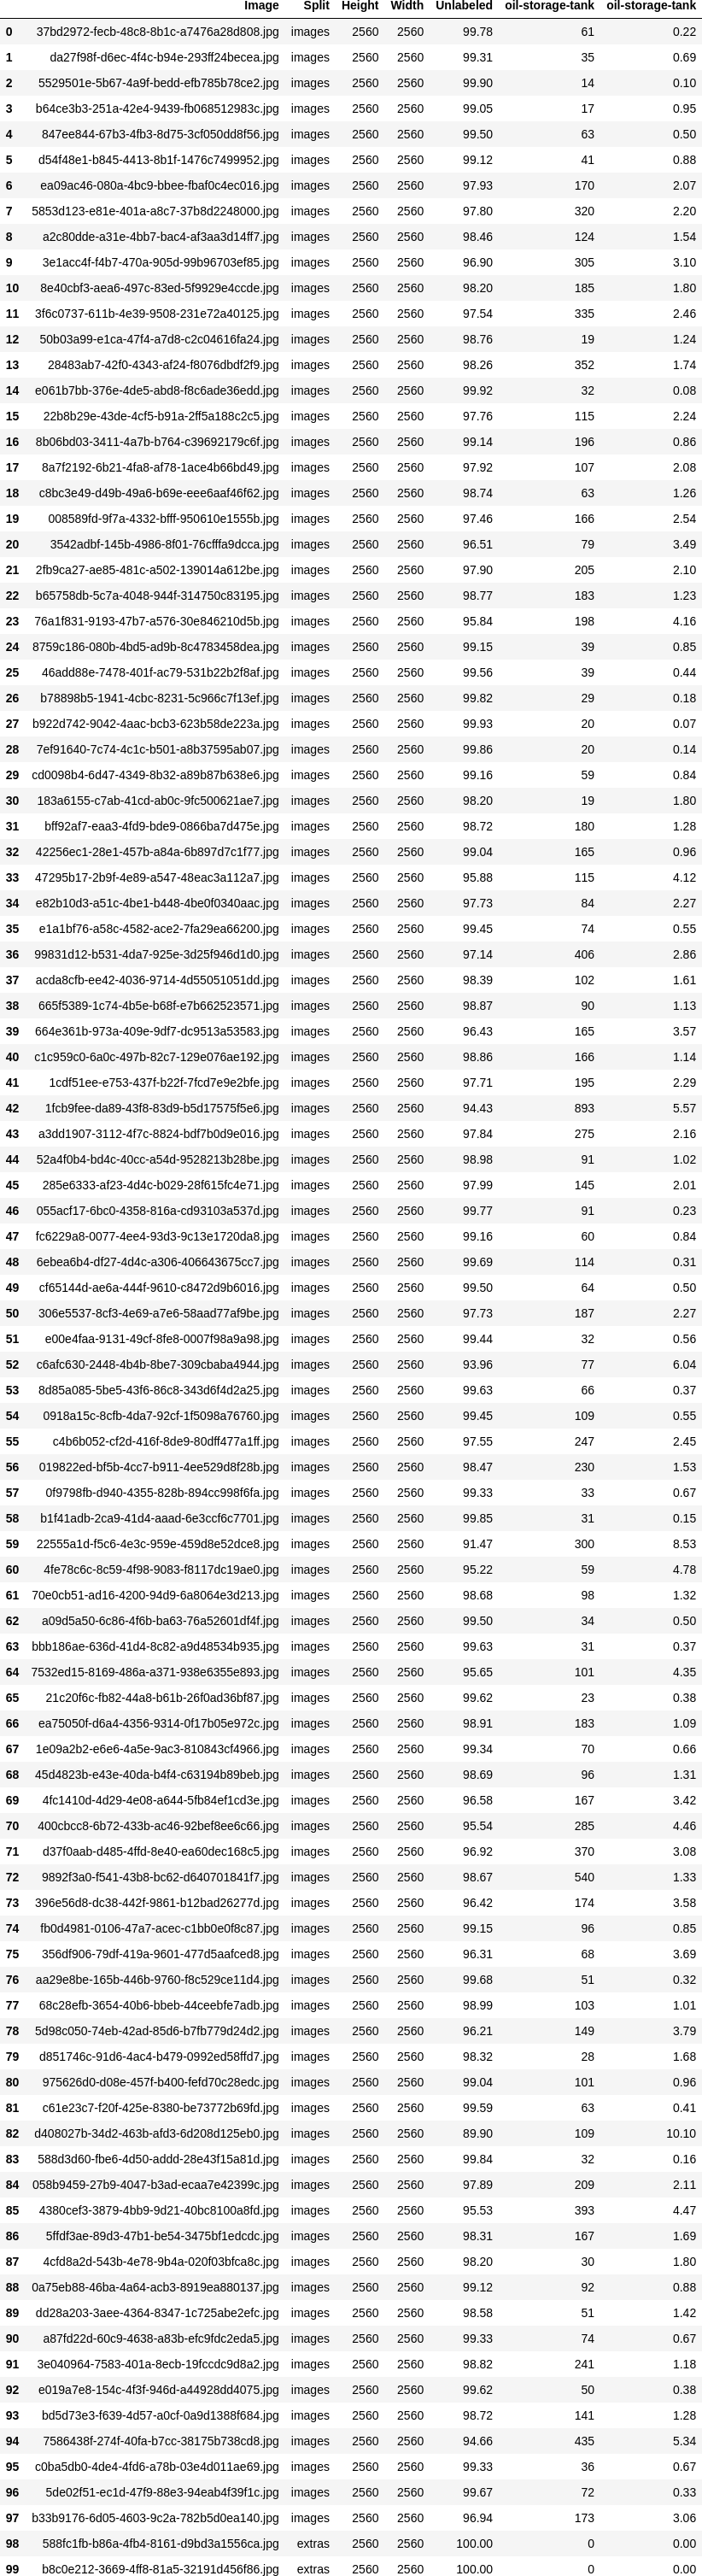 Image Split Height Width Unlabeled oil-storage-tank oil-storage-tank
0 37bd2972-fecb-48c8-8b1c-a7476a28d808.jpg images 2560 2560 99.78 61 0.22
1 da27f98f-d6ec-4f4c-b94e-293ff24becea.jpg images 2560 2560 99.31 35 0.69
2 5529501e-5b67-4a9f-bedd-efb785b78ce2.jpg images 2560 2560 99.90 14 0.10
3 b64ce3b3-251a-42e4-9439-fb068512983c.jpg images 2560 2560 99.05 17 0.95
4 847ee844-67b3-4fb3-8d75-3cf050dd8f56.jpg images 2560 2560 99.50 63 0.50
5 d54f48e1-b845-4413-8b1f-1476c7499952.jpg images 2560 2560 99.12 41 0.88
6 ea09ac46-080a-4bc9-bbee-fbaf0c4ec016.jpg images 2560 2560 97.93 170 2.07
7 5853d123-e81e-401a-a8c7-37b8d2248000.jpg images 2560 2560 97.80 320 2.20
8 a2c80dde-a31e-4bb7-bac4-af3aa3d14ff7.jpg images 2560 2560 98.46 124 1.54
9 3e1acc4f-f4b7-470a-905d-99b96703ef85.jpg images 2560 2560 96.90 305 3.10
10 8e40cbf3-aea6-497c-83ed-5f9929e4ccde.jpg images 2560 2560 98.20 185 1.80
11 3f6c0737-611b-4e39-9508-231e72a40125.jpg images 2560 2560 97.54 335 2.46
12 50b03a99-e1ca-47f4-a7d8-c2c04616fa24.jpg images 2560 2560 98.76 19 1.24
13 28483ab7-42f0-4343-af24-f8076dbdf2f9.jpg images 2560 2560 98.26 352 1.74
14 e061b7bb-376e-4de5-abd8-f8c6ade36edd.jpg images 2560 2560 99.92 32 0.08
15 22b8b29e-43de-4cf5-b91a-2ff5a188c2c5.jpg images 2560 2560 97.76 115 2.24
16 8b06bd03-3411-4a7b-b764-c39692179c6f.jpg images 2560 2560 99.14 196 0.86
17 8a7f2192-6b21-4fa8-af78-1ace4b66bd49.jpg images 2560 2560 97.92 107 2.08
18 c8bc3e49-d49b-49a6-b69e-eee6aaf46f62.jpg images 2560 2560 98.74 63 1.26
19 008589fd-9f7a-4332-bfff-950610e1555b.jpg images 2560 2560 97.46 166 2.54
20 3542adbf-145b-4986-8f01-76cfffa9dcca.jpg images 2560 2560 96.51 79 3.49
21 2fb9ca27-ae85-481c-a502-139014a612be.jpg images 2560 2560 97.90 205 2.10
22 b65758db-5c7a-4048-944f-314750c83195.jpg images 2560 2560 98.77 183 1.23
23 76a1f831-9193-47b7-a576-30e846210d5b.jpg images 2560 2560 95.84 198 4.16
24 8759c186-080b-4bd5-ad9b-8c4783458dea.jpg images 2560 2560 99.15 39 0.85
25 46add88e-7478-401f-ac79-531b22b2f8af.jpg images 2560 2560 99.56 39 0.44
26 b78898b5-1941-4cbc-8231-5c966c7f13ef.jpg images 2560 2560 99.82 29 0.18
27 b922d742-9042-4aac-bcb3-623b58de223a.jpg images 2560 2560 99.93 20 0.07
28 7ef91640-7c74-4c1c-b501-a8b37595ab07.jpg images 2560 2560 99.86 20 0.14
29 cd0098b4-6d47-4349-8b32-a89b87b638e6.jpg images 2560 2560 99.16 59 0.84
30 183a6155-c7ab-41cd-ab0c-9fc500621ae7.jpg images 2560 2560 98.20 19 1.80
31 bff92af7-eaa3-4fd9-bde9-0866ba7d475e.jpg images 2560 2560 98.72 180 1.28
32 42256ec1-28e1-457b-a84a-6b897d7c1f77.jpg images 2560 2560 99.04 165 0.96
33 47295b17-2b9f-4e89-a547-48eac3a112a7.jpg images 2560 2560 95.88 115 4.12
34 e82b10d3-a51c-4be1-b448-4be0f0340aac.jpg images 2560 2560 97.73 84 2.27
35 e1a1bf76-a58c-4582-ace2-7fa29ea66200.jpg images 2560 2560 99.45 74 0.55
36 99831d12-b531-4da7-925e-3d25f946d1d0.jpg images 2560 2560 97.14 406 2.86
37 acda8cfb-ee42-4036-9714-4d55051051dd.jpg images 2560 2560 98.39 102 1.61
38 665f5389-1c74-4b5e-b68f-e7b662523571.jpg images 2560 2560 98.87 90 1.13
39 664e361b-973a-409e-9df7-dc9513a53583.jpg images 2560 2560 96.43 165 3.57
40 c1c959c0-6a0c-497b-82c7-129e076ae192.jpg images 2560 2560 98.86 166 1.14
41 1cdf51ee-e753-437f-b22f-7fcd7e9e2bfe.jpg images 2560 2560 97.71 195 2.29
42 1fcb9fee-da89-43f8-83d9-b5d17575f5e6.jpg images 2560 2560 94.43 893 5.57
43 a3dd1907-3112-4f7c-8824-bdf7b0d9e016.jpg images 2560 2560 97.84 275 2.16
44 52a4f0b4-bd4c-40cc-a54d-9528213b28be.jpg images 2560 2560 98.98 91 1.02
45 285e6333-af23-4d4c-b029-28f615fc4e71.jpg images 2560 2560 97.99 145 2.01
46 055acf17-6bc0-4358-816a-cd93103a537d.jpg images 2560 2560 99.77 91 0.23
47 fc6229a8-0077-4ee4-93d3-9c13e1720da8.jpg images 2560 2560 99.16 60 0.84
48 6ebea6b4-df27-4d4c-a306-406643675cc7.jpg images 2560 2560 99.69 114 0.31
49 cf65144d-ae6a-444f-9610-c8472d9b6016.jpg images 2560 2560 99.50 64 0.50
50 306e5537-8cf3-4e69-a7e6-58aad77af9be.jpg images 2560 2560 97.73 187 2.27
51 e00e4faa-9131-49cf-8fe8-0007f98a9a98.jpg images 2560 2560 99.44 32 0.56
52 c6afc630-2448-4b4b-8be7-309cbaba4944.jpg images 2560 2560 93.96 77 6.04
53 8d85a085-5be5-43f6-86c8-343d6f4d2a25.jpg images 2560 2560 99.63 66 0.37
54 0918a15c-8cfb-4da7-92cf-1f5098a76760.jpg images 2560 2560 99.45 109 0.55
55 c4b6b052-cf2d-416f-8de9-80dff477a1ff.jpg images 2560 2560 97.55 247 2.45
56 019822ed-bf5b-4cc7-b911-4ee529d8f28b.jpg images 2560 2560 98.47 230 1.53
57 0f9798fb-d940-4355-828b-894cc998f6fa.jpg images 2560 2560 99.33 33 0.67
58 b1f41adb-2ca9-41d4-aaad-6e3ccf6c7701.jpg images 2560 2560 99.85 31 0.15
59 22555a1d-f5c6-4e3c-959e-459d8e52dce8.jpg images 2560 2560 91.47 300 8.53
60 4fe78c6c-8c59-4f98-9083-f8117dc19ae0.jpg images 2560 2560 95.22 59 4.78
61 70e0cb51-ad16-4200-94d9-6a8064e3d213.jpg images 2560 2560 98.68 98 1.32
62 a09d5a50-6c86-4f6b-ba63-76a52601df4f.jpg images 2560 2560 99.50 34 0.50
63 bbb186ae-636d-41d4-8c82-a9d48534b935.jpg images 2560 2560 99.63 31 0.37
64 7532ed15-8169-486a-a371-938e6355e893.jpg images 2560 2560 95.65 101 4.35
65 21c20f6c-fb82-44a8-b61b-26f0ad36bf87.jpg images 2560 2560 99.62 23 0.38
66 ea75050f-d6a4-4356-9314-0f17b05e972c.jpg images 2560 2560 98.91 183 1.09
67 1e09a2b2-e6e6-4a5e-9ac3-810843cf4966.jpg images 2560 2560 99.34 70 0.66
68 45d4823b-e43e-40da-b4f4-c63194b89beb.jpg images 2560 2560 98.69 96 1.31
69 4fc1410d-4d29-4e08-a644-5fb84ef1cd3e.jpg images 2560 2560 96.58 167 3.42
70 400cbcc8-6b72-433b-ac46-92bef8ee6c66.jpg images 2560 2560 95.54 285 4.46
71 d37f0aab-d485-4ffd-8e40-ea60dec168c5.jpg images 2560 2560 96.92 370 3.08
72 9892f3a0-f541-43b8-bc62-d640701841f7.jpg images 2560 2560 98.67 540 1.33
73 396e56d8-dc38-442f-9861-b12bad26277d.jpg images 2560 2560 96.42 174 3.58
74 fb0d4981-0106-47a7-acec-c1bb0e0f8c87.jpg images 2560 2560 99.15 96 0.85
75 356df906-79df-419a-9601-477d5aafced8.jpg images 2560 2560 96.31 68 3.69
76 aa29e8be-165b-446b-9760-f8c529ce11d4.jpg images 2560 2560 99.68 51 0.32
77 68c28efb-3654-40b6-bbeb-44ceebfe7adb.jpg images 2560 2560 98.99 103 1.01
78 5d98c050-74eb-42ad-85d6-b7fb779d24d2.jpg images 2560 2560 96.21 149 3.79
79 d851746c-91d6-4ac4-b479-0992ed58ffd7.jpg images 2560 2560 98.32 28 1.68
80 975626d0-d08e-457f-b400-fefd70c28edc.jpg images 2560 2560 99.04 101 0.96
81 c61e23c7-f20f-425e-8380-be73772b69fd.jpg images 2560 2560 99.59 63 0.41
82 d408027b-34d2-463b-afd3-6d208d125eb0.jpg images 2560 2560 89.90 109 10.10
83 588d3d60-fbe6-4d50-addd-28e43f15a81d.jpg images 2560 2560 99.84 32 0.16
84 058b9459-27b9-4047-b3ad-ecaa7e42399c.jpg images 2560 2560 97.89 209 2.11
85 4380cef3-3879-4bb9-9d21-40bc8100a8fd.jpg images 2560 2560 95.53 393 4.47
86 5ffdf3ae-89d3-47b1-be54-3475bf1edcdc.jpg images 2560 2560 98.31 167 1.69
87 4cfd8a2d-543b-4e78-9b4a-020f03bfca8c.jpg images 2560 2560 98.20 30 1.80
88 0a75eb88-46ba-4a64-acb3-8919ea880137.jpg images 2560 2560 99.12 92 0.88
89 dd28a203-3aee-4364-8347-1c725abe2efc.jpg images 2560 2560 98.58 51 1.42
90 a87fd22d-60c9-4638-a83b-efc9fdc2eda5.jpg images 2560 2560 99.33 74 0.67
91 3e040964-7583-401a-8ecb-19fccdc9d8a2.jpg images 2560 2560 98.82 241 1.18
92 e019a7e8-154c-4f3f-946d-a44928dd4075.jpg images 2560 2560 99.62 50 0.38
93 bd5d73e3-f639-4d57-a0cf-0a9d1388f684.jpg images 2560 2560 98.72 141 1.28
94 7586438f-274f-40fa-b7cc-38175b738cd8.jpg images 2560 2560 94.66 435 5.34
95 c0ba5db0-4de4-4fd6-a78b-03e4d011ae69.jpg images 2560 2560 99.33 36 0.67
96 5de02f51-ec1d-47f9-88e3-94eab4f39f1c.jpg images 2560 2560 99.67 72 0.33
97 b33b9176-6d05-4603-9c2a-782b5d0ea140.jpg images 2560 2560 96.94 173 3.06
98 588fc1fb-b86a-4fb4-8161-d9bd3a1556ca.jpg extras 2560 2560 100.00 0 0.00
99 b8c0e212-3669-4ff8-81a5-32191d456f86.jpg extras 2560 2560 100.00 0 0.00